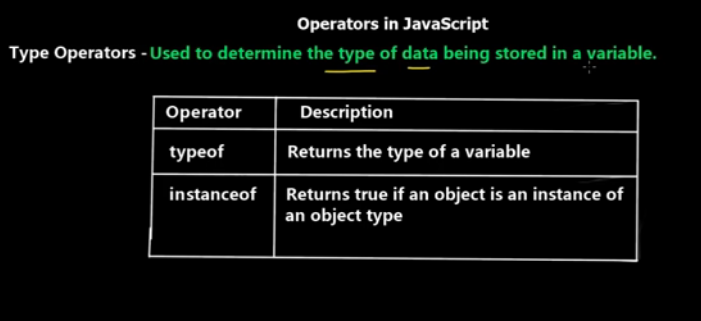 Operators in JavaScript
Type Operators - Used to determine the type of data being stored in a variable.
Operator Description
typeof Returns the type of a variable
instanceof Returns true if an object is an instance of
an object type